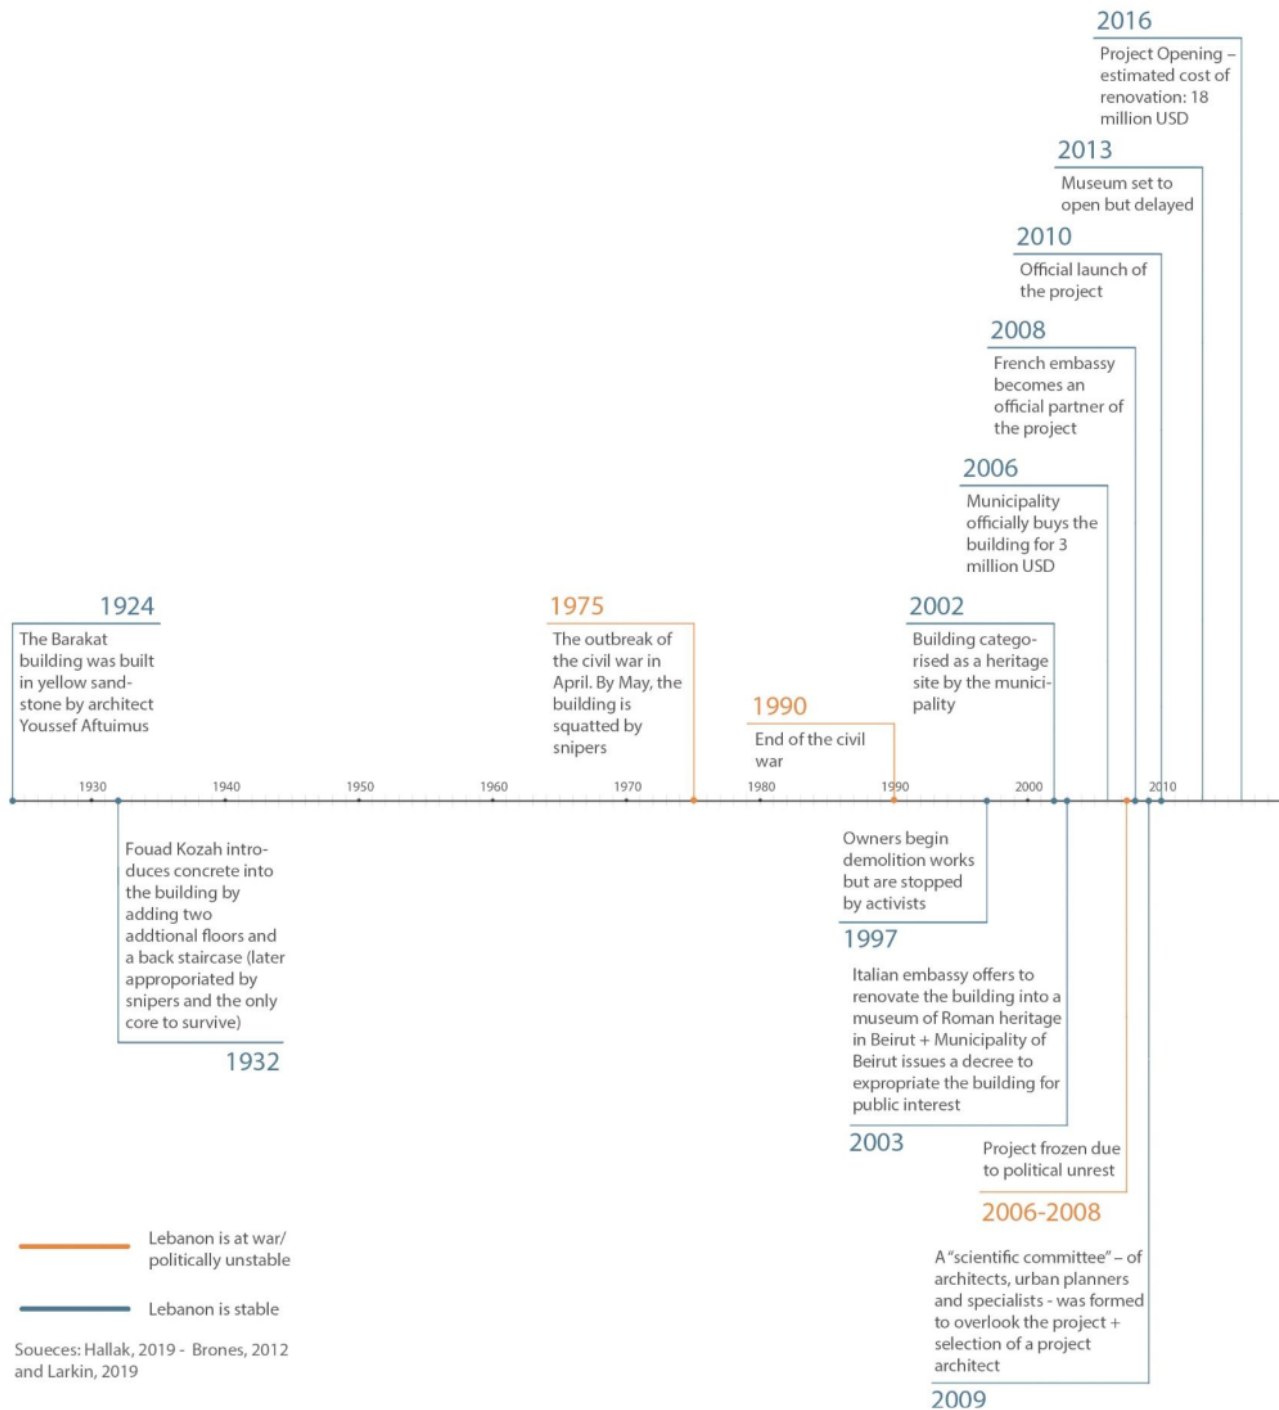 2016
Project Opening –
estimated cost of
renovation: 18
million USD
2013
Museum set to
open but delayed
2010
Official launch of
the project
2008
French embassy
becomes an
official partner of
the project
2006
Municipality
officially buys the
building for 3
million USD
1924
The Barakat
building was built
in yellow sand-
stone by architect
Youssef Aftuimus
1975
The outbreak of
the civil war in
April. By May, the
building is
squatted by
snipers
1990
End of the civil
war
2002
Building catego-
rised as a heritage
site by the munici-
pality
1930 1940 1950 1960 1970 1980 1990 2000 2010
Fouad Kozah intro-
duces concrete into
the building by
adding two
addtional floors and
a back staircase (later
approporiated by
snipers and the only
core to survive)
1932
Owners begin
demolition works
but are stopped
by activists
1997
Italian embassy offers to
renovate the building into a
museum of Roman heritage
in Beirut + Municipality of
Beirut issues a decree to
expropriate the building for
public interest
2003
Project frozen due
to political unrest
2006-2008
A “scientific committee” – of
architects, urban planners
and specialists - was formed
to overlook the project +
selection of a project
architect
2009
Lebanon is at war/
politically unstable
Lebanon is stable
Soueces: Hallak, 2019 - Brones, 2012
and Larkin, 2019